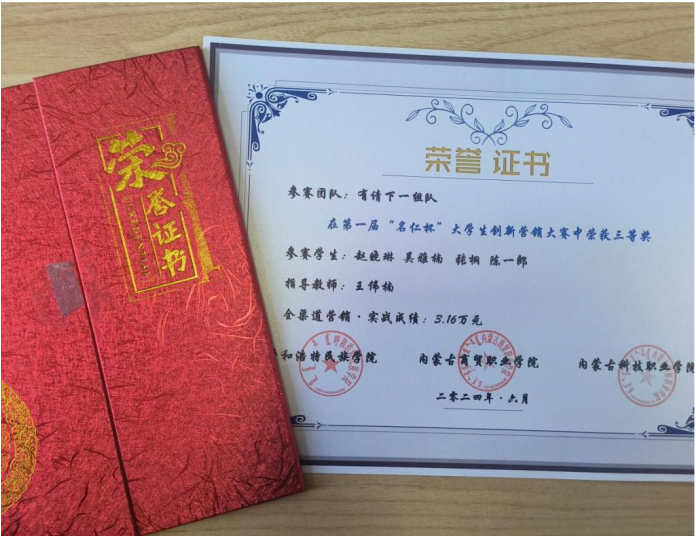 荣誉证书
荣誉 证书
参赛团队：有请下一组队
在第一届“名仁杯”大学生创新营销大赛中荣获三等奖
参赛学生：赵晓琳 吴雅楠 张桐 陈一郎
指导教师：王伟楠
全渠道营销·实战成绩：3.16万元
和浩特民族学院 内蒙古商贸职业学院 内蒙古科技职业学院
二零二四年·六月